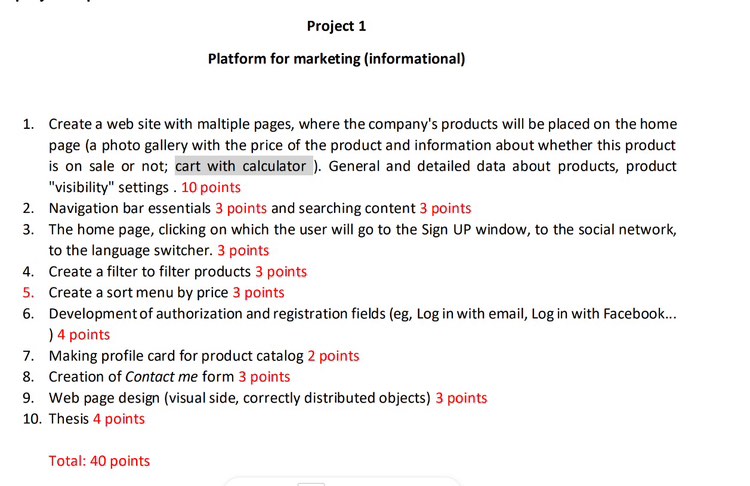 Project 1
Platform for marketing (informational)
1. Create a web site with maltiple pages, where the company's products will be placed on the home
page (a photo gallery with the price of the product and information about whether this product
is on sale or not; cart with calculator ). General and detailed data about products, product
"visibility" settings . 10 points
2. Navigation bar essentials 3 points and searching content 3 points
3. The home page, clicking on which the user will go to the Sign UP window, to the social network,
to the language switcher. 3 points
4. Create a filter to filter products 3 points
5. Create a sort menu by price 3 points
6. Development of authorization and registration fields (eg, Log in with email, Log in with Facebook...
) 4 points
7. Making profile card for product catalog 2 points
8. Creation of Contact me form 3 points
9. Web page design (visual side, correctly distributed objects) 3 points
10. Thesis 4 points
Total: 40 points